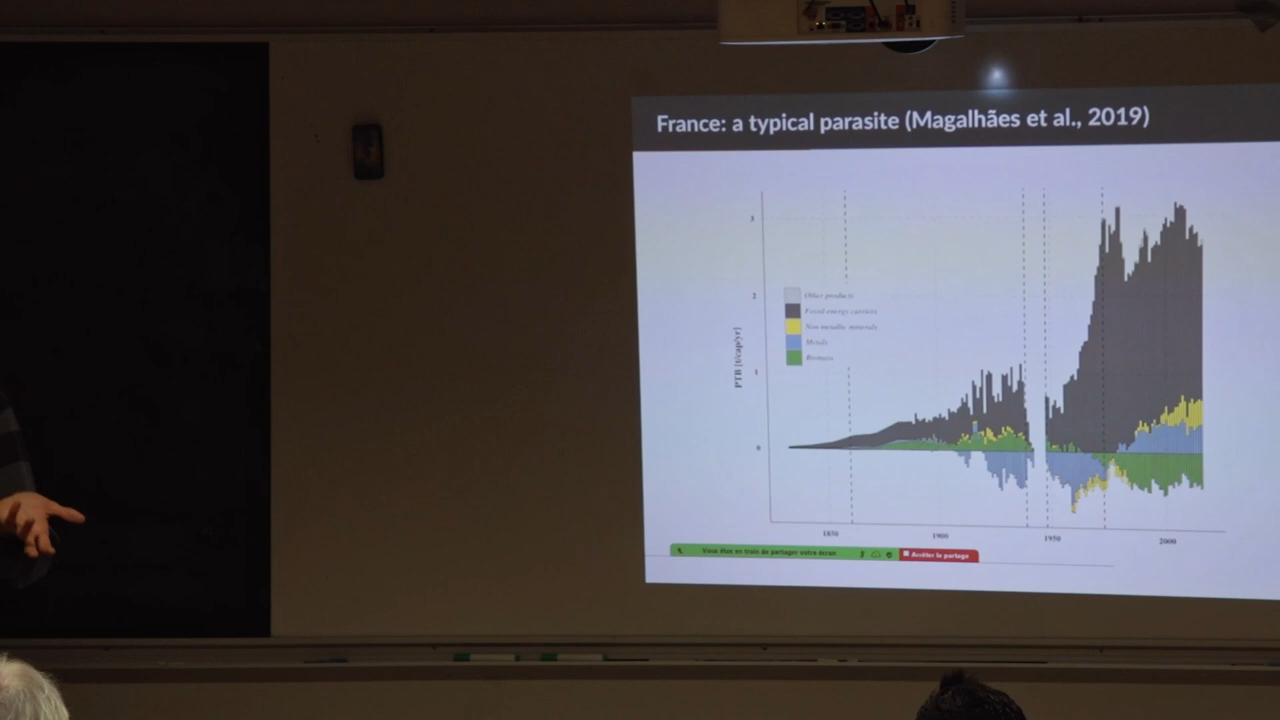 France: a typical parasite (Magalhães et al., 2019)
3
2
1
0
PTB [t/cap/yr]
Other products
Fossil energy carriers
Non metallic minerals
Metals
Biomass
1850
1900
1950
2000
Vous êtes en train de partager votre écran
Arrêter le partage